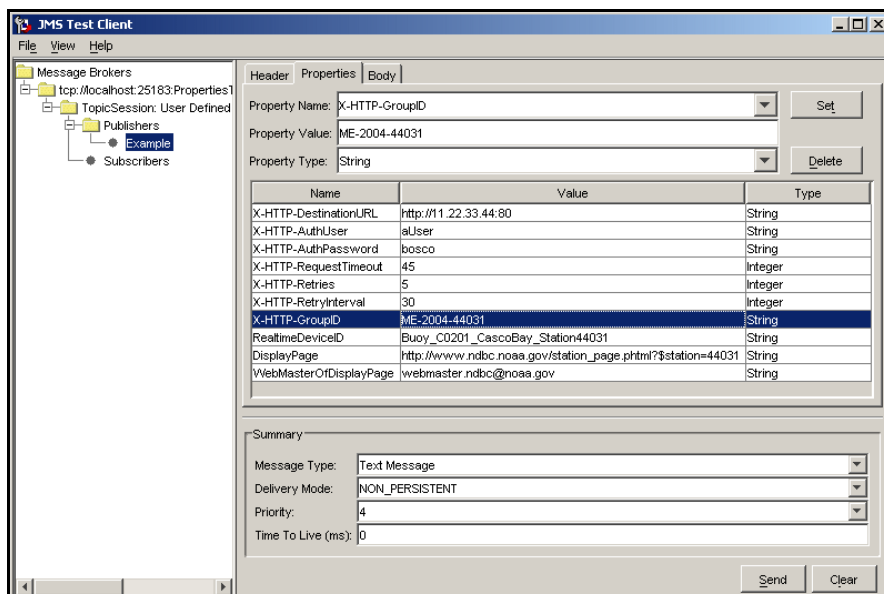 JMS Test Client
File View Help
Message Brokers
tcp://localhost:25183:PropertiesT
TopicSession: User Defined
Publishers
Example
Subscribers
Header Properties Body
Property Name: X-HTTP-GroupID Set
Property Value: ME-2004-44031
Property Type: String Delete
Name Value Type
X-HTTP-DestinationURL http://11.22.33.44:80 String
X-HTTP-AuthUser aUser String
X-HTTP-AuthPassword bosco String
X-HTTP-RequestTimeout 45 Integer
X-HTTP-Retries 5 Integer
X-HTTP-RetryInterval 30 Integer
X-HTTP-GroupID ME-2004-44031 String
RealtimeDeviceID Buoy_C0201_CascoBay_Station44031 String
DisplayPage http://www.ndbc.noaa.gov/station_page.phtml?$station=44031 String
WebMasterOfDisplayPage webmaster.ndbc@noaa.gov String
Summary
Message Type: Text Message
Delivery Mode: NON_PERSISTENT
Priority: 4
Time To Live (ms): 0
Send Clear